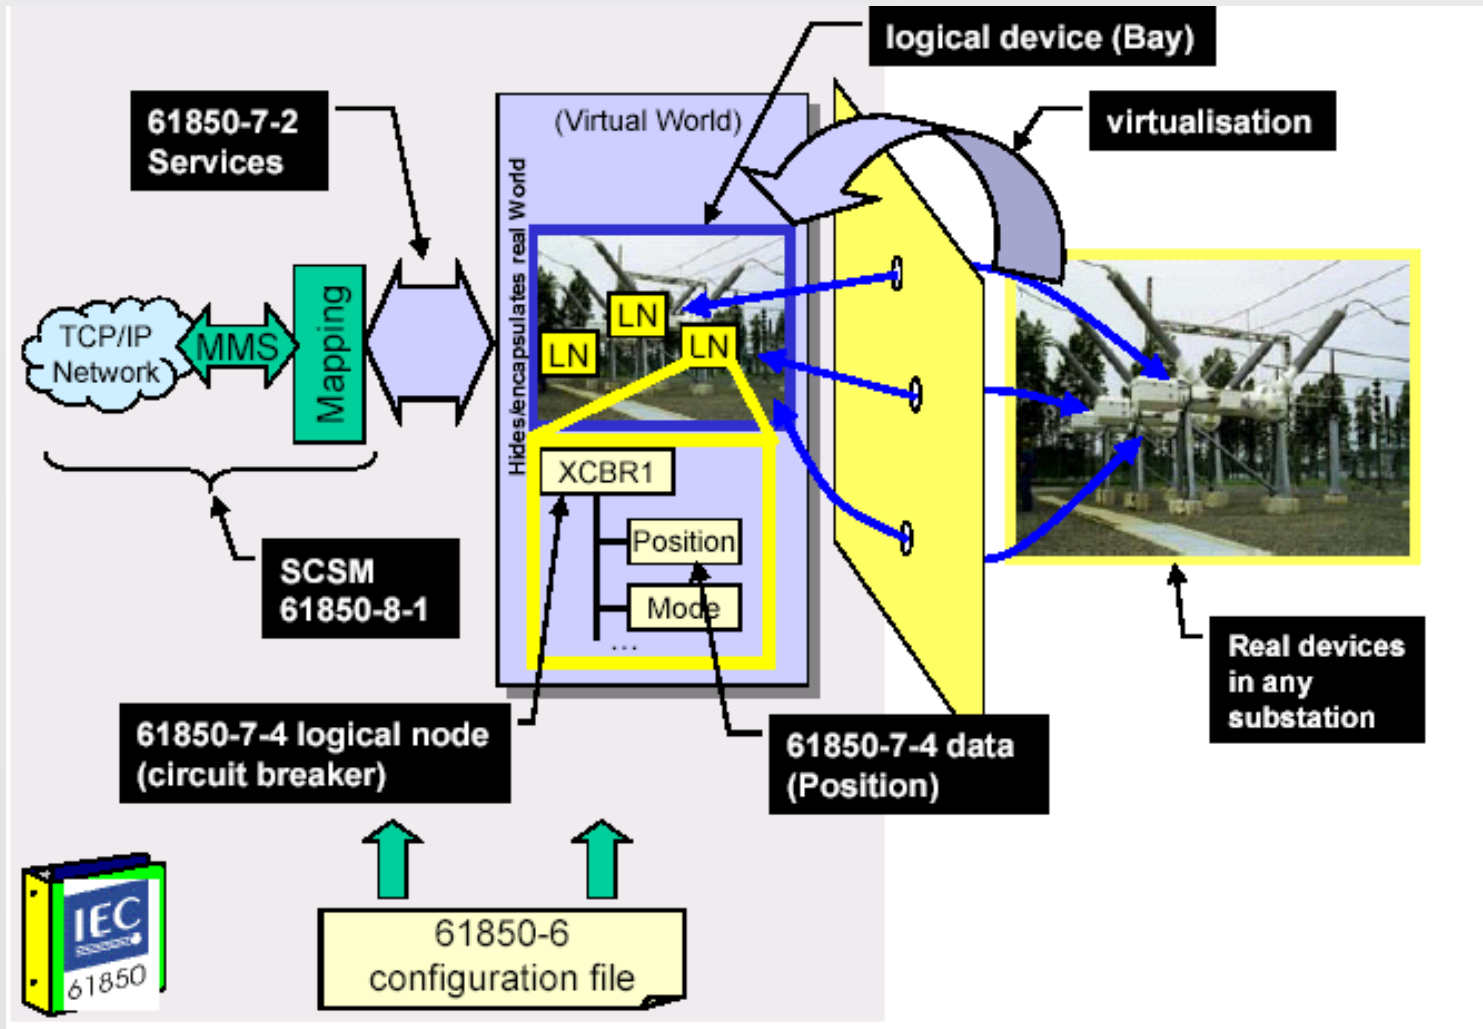 logical device (Bay)
61850-7-2
Services
(Virtual World)
virtualisation
Hides/encapsulates real World
TCP/IP
Network
MMS
Mapping
LN
LN
LN
XCBR1
Position
Mode
...
SCSM
61850-8-1
Real devices
in any
substation
61850-7-4 logical node
(circuit breaker)
61850-7-4 data
(Position)
IEC
61850
61850-6
configuration file